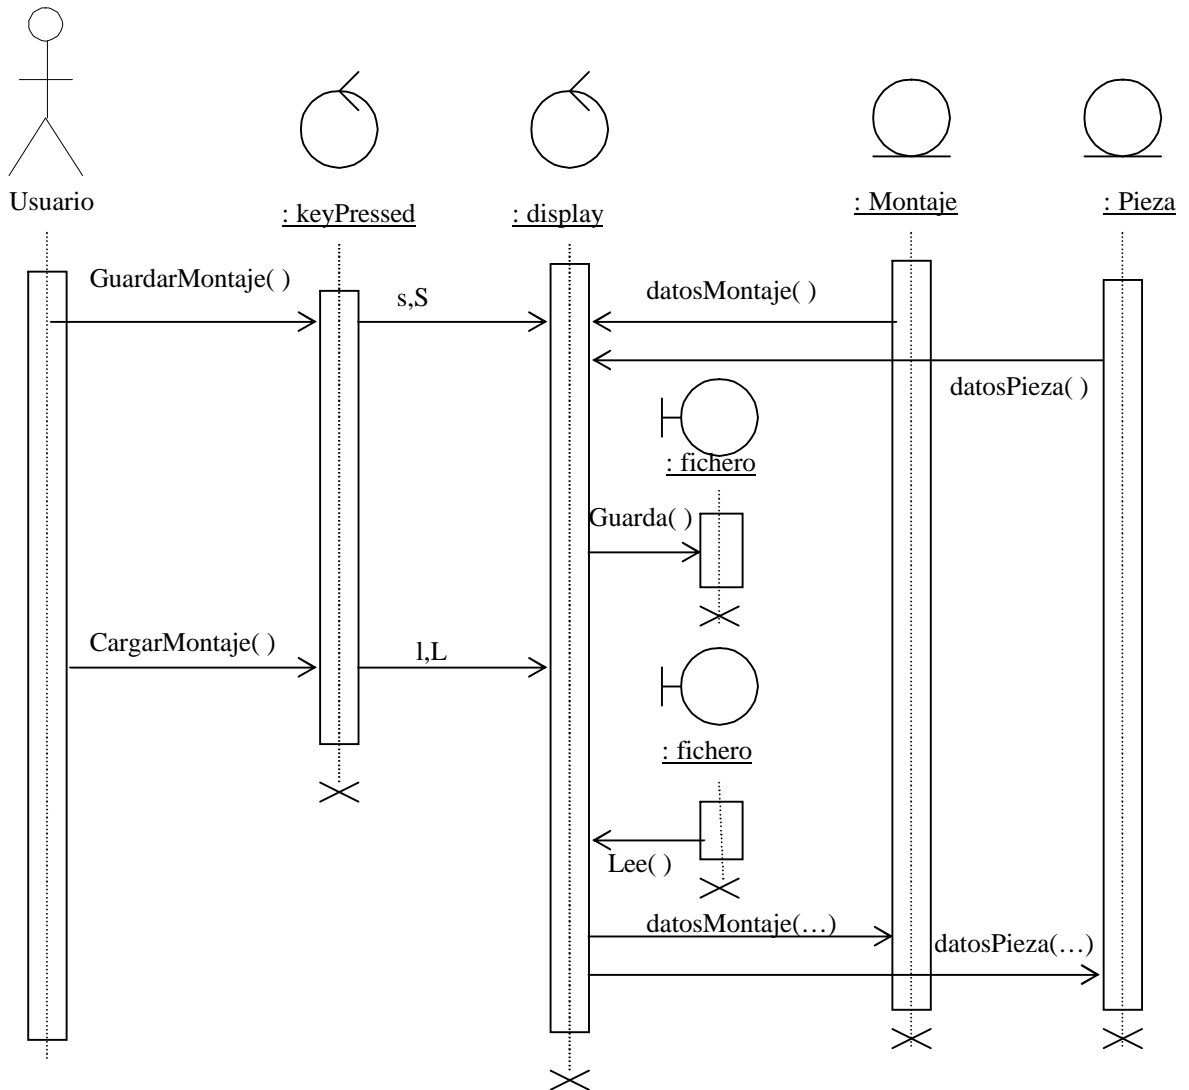 Usuario
: keyPressed
: display
: Montaje
: Pieza
GuardarMontaje( )
s,S
datosMontaje( )
datosPieza( )
: fichero
Guarda( )
CargarMontaje( )
l,L
: fichero
Lee( )
datosMontaje(…)
datosPieza(…)